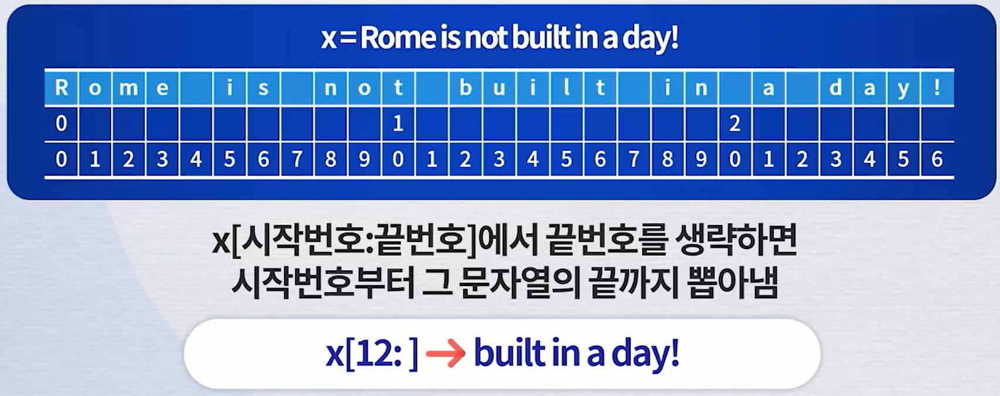 x = Rome is not built in a day!
R o m e i s n o t b u i l t i n a d a y !
0 1 2
0 1 2 3 4 5 6 7 8 9 0 1 2 3 4 5 6 7 8 9 0 1 2 3 4 5 6
x[시작번호:끝번호]에서 끝번호를 생략하면
시작번호부터 그 문자열의 끝까지 뽑아냄
x[12: ] → built in a day!